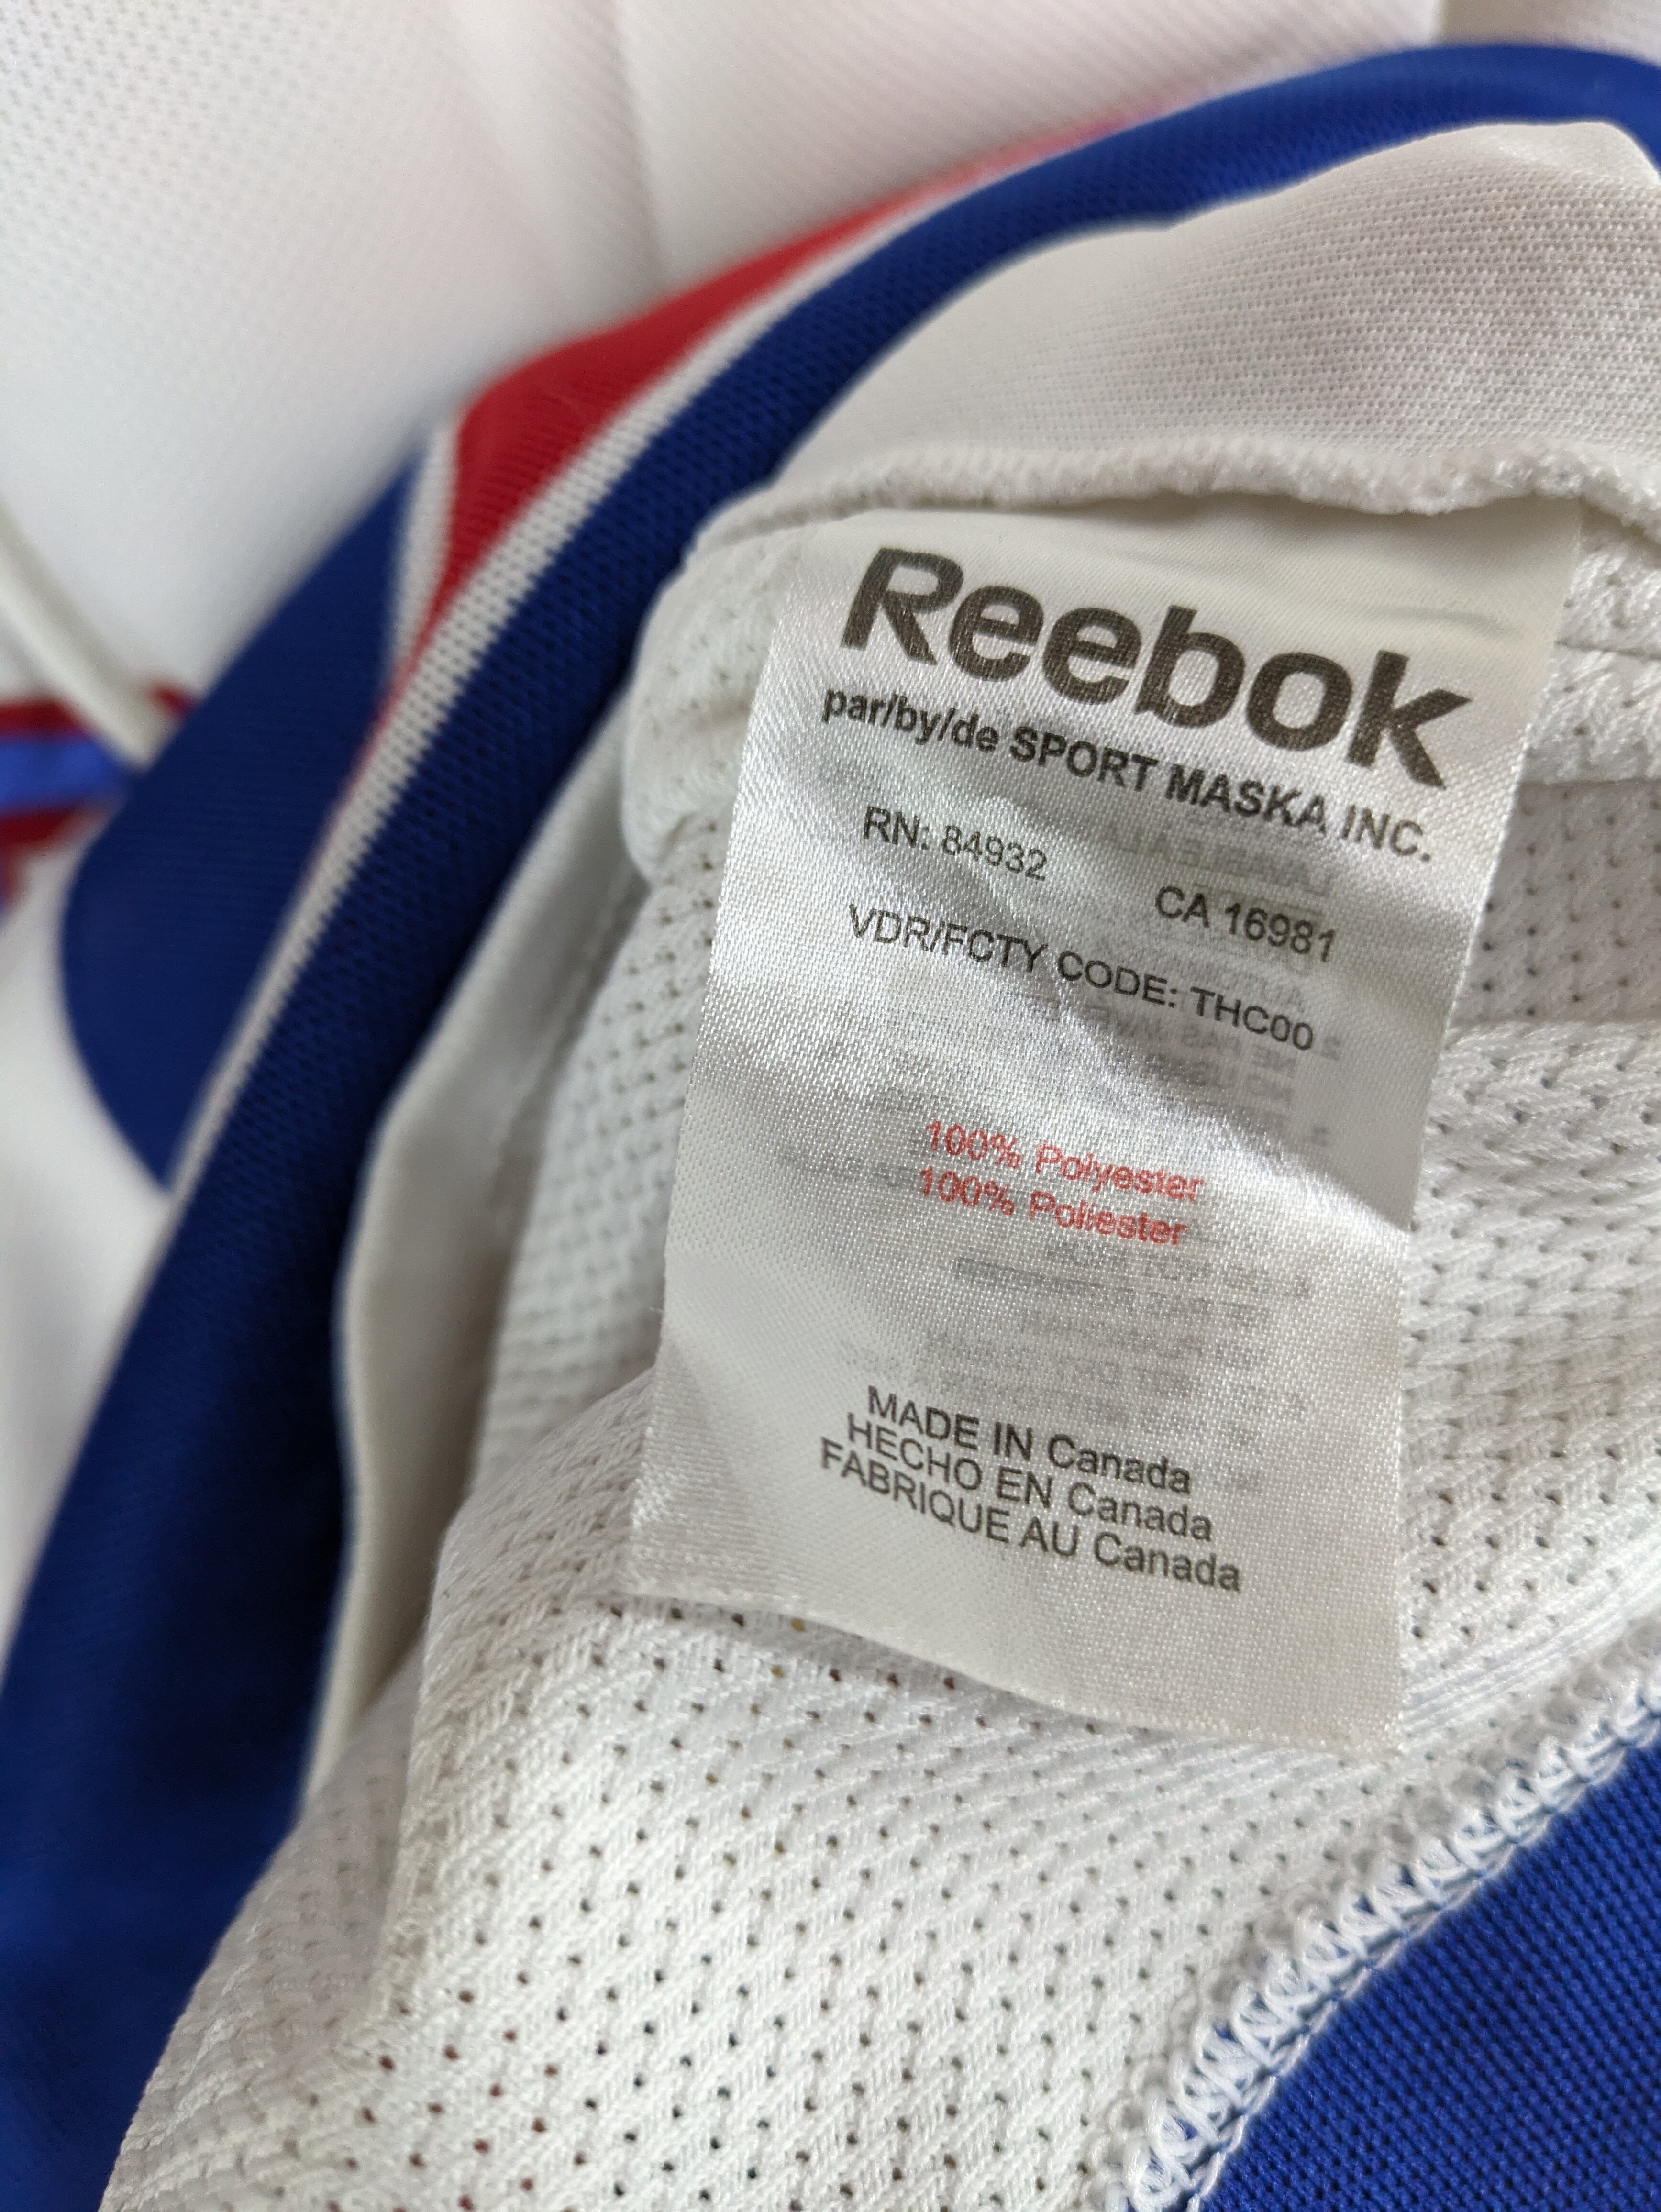 Reebok
par/by/de SPORT MASKA INC.
RN: 84932 CA 16981
VDR/FCTY CODE: THC00
100% Polyester
100% Poliester
MADE IN Canada
HECHO EN Canada
FABRIQUE AU Canada